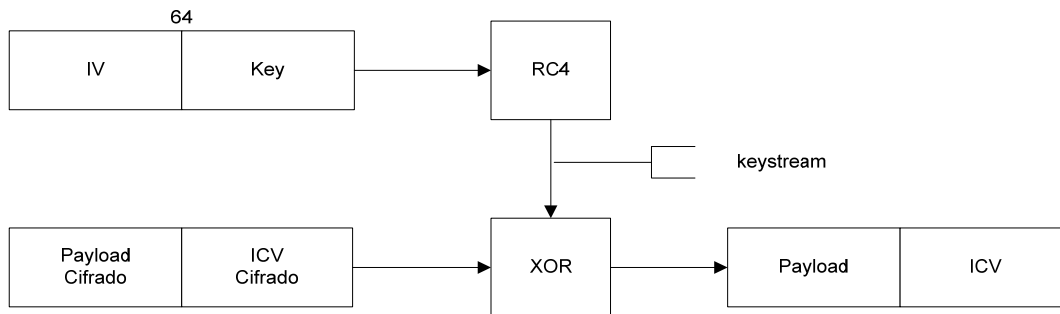 64
IV
Key
RC4
keystream
Payload
Cifrado
ICV
Cifrado
XOR
Payload
ICV